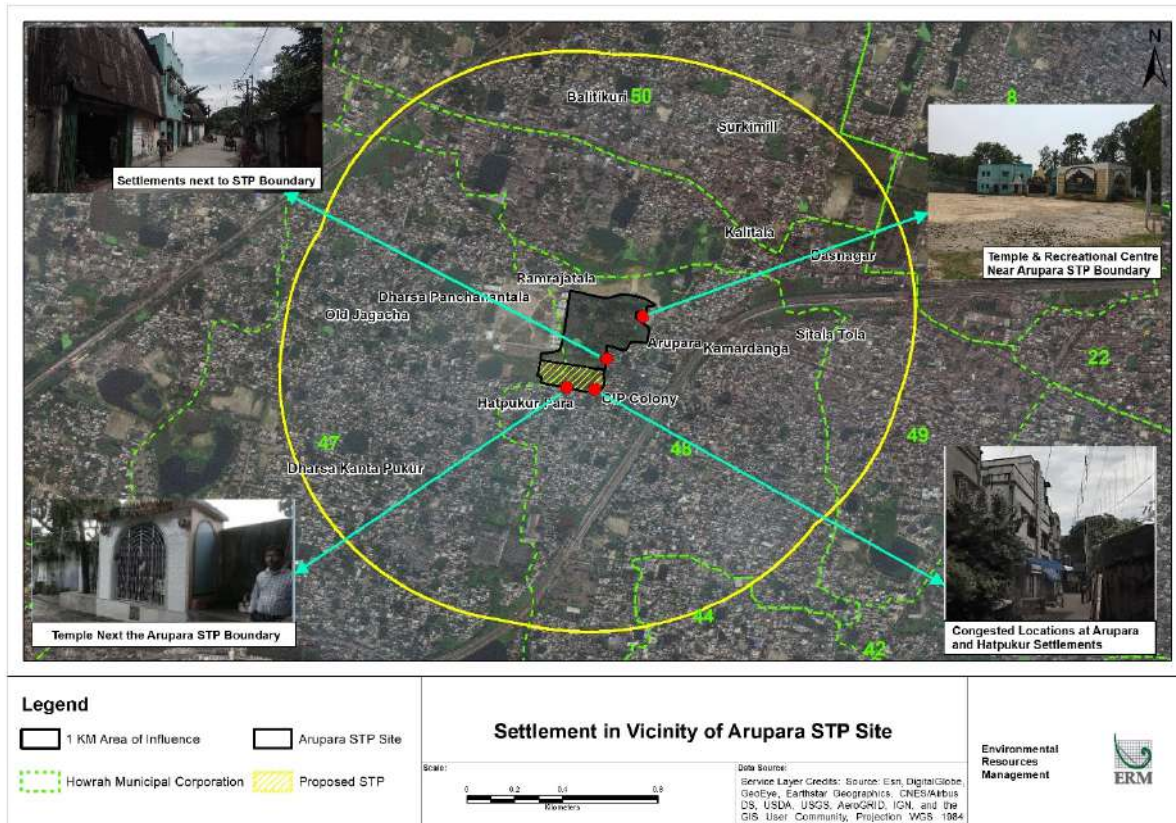 N
Balitikuri
50
Surkimill
8
Settlements next to STP Boundary
Kalitala
Dasnagar
Temple & Recreational Centre
Near Arupara STP Boundary
Ramrajatala
Dharsa Panchanantala
Old Jagacha
Arupara
Kamardanga
Sitala Tola
22
Hatpukur Para
CIP Colony
47
48
49
Dharsa Kanta Pukur
44
42
Temple Next the Arupara STP Boundary
Congested Locations at Arupara
and Hatpukur Settlements
Legend
1 KM Area of Influence
Arupara STP Site
Howrah Municipal Corporation
Proposed STP
Settlement in Vicinity of Arupara STP Site
Scale:
0 0.2 0.4 0.8
Kilometers
Data Source:
Service Layer Credits: Source: Esri, DigitalGlobe,
GeoEye, Earthstar Geographics, CNES/Airbus
DS, USDA, USGS, AeroGRID, IGN, and the
GIS User Community, Projection WGS 1984
Environmental
Resources
Management
ERM